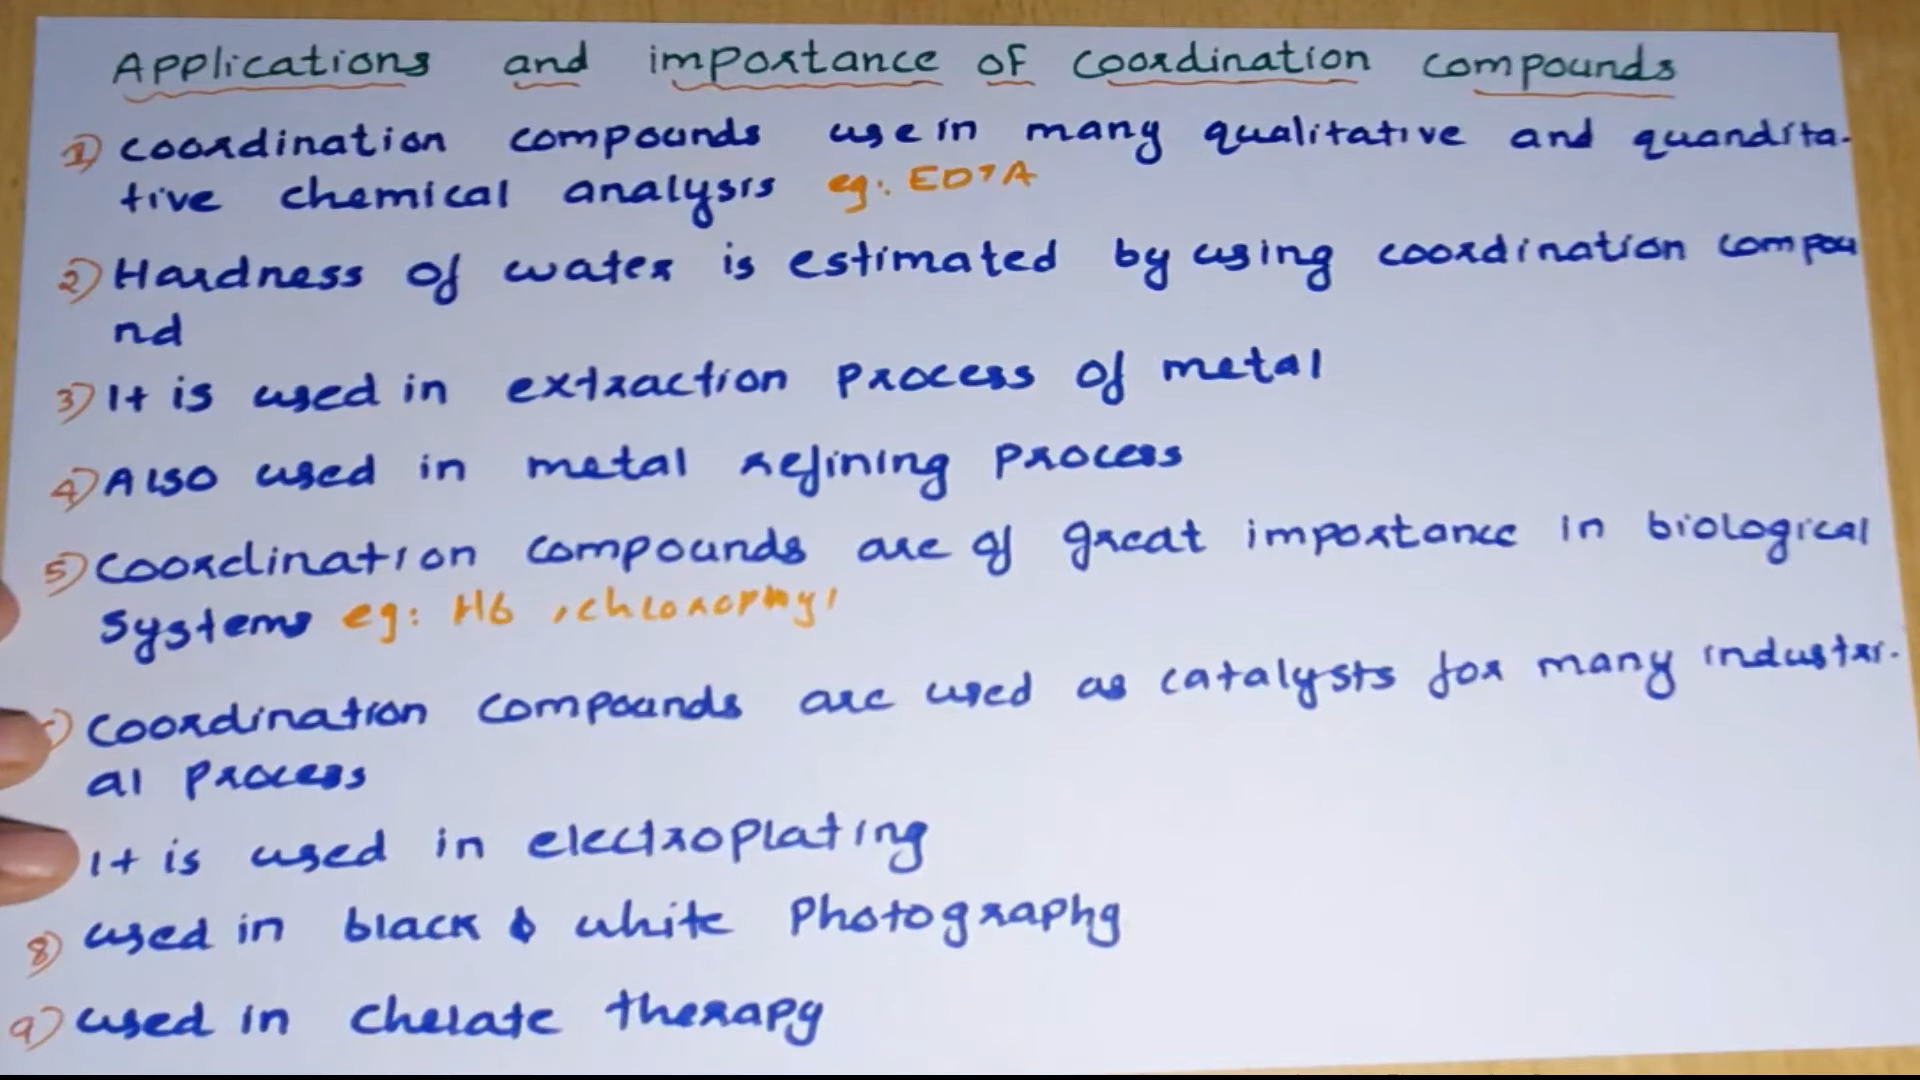 Applications and importance of coordination compounds
1) coordination compounds use in many qualitative and quandita-
tive chemical analysis eg: EDTA
2) Hardness of water is estimated by using coordination compou
nd
3) It is used in extraction process of metal
4) Also used in metal refining process
5) Coordination compounds are of great importance in biological
systems eg: Hb, chlorophyl
coordination compounds are used as catalysts for many industri-
al process
It is used in electroplating
8) used in black & white photography
9) used in chelate therapy